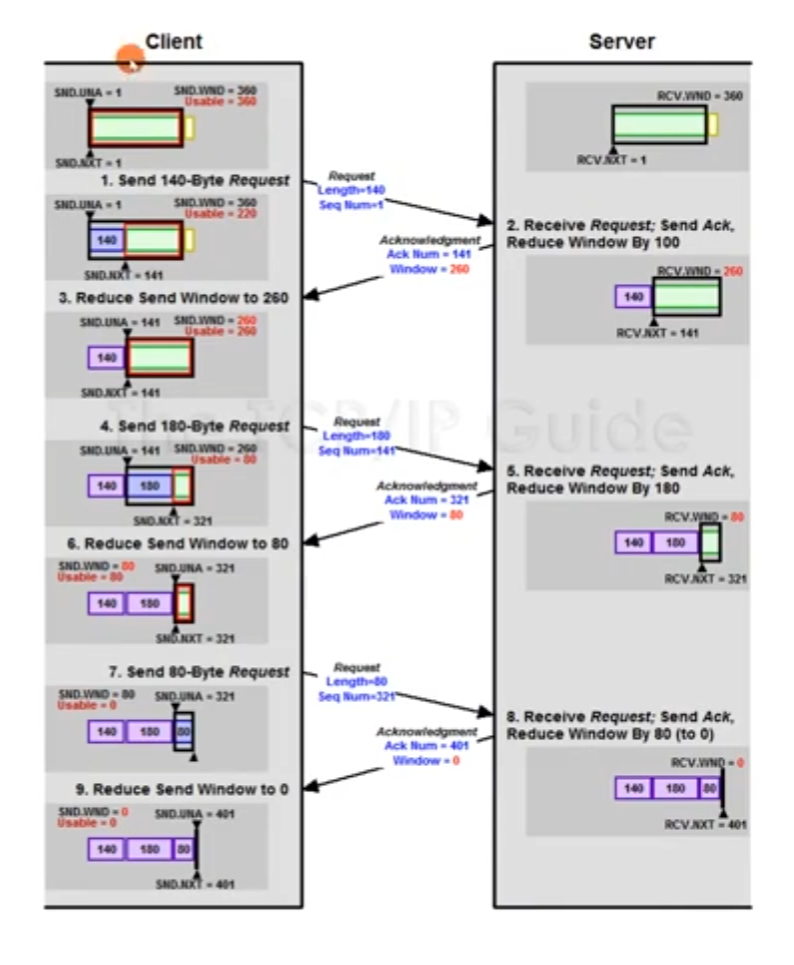 Client
Server
SND.UNA = 1
SND.WND = 360
Usable = 360
SND.NXT = 1
RCV.WND = 360
RCV.NXT = 1
1. Send 140-Byte Request
Request
Length=140
Seq Num=1
SND.UNA = 1
SND.WND = 360
Usable = 220
140
SND.NXT = 141
2. Receive Request; Send Ack,
Reduce Window By 100
Acknowledgment
Ack Num = 141
Window = 260
RCV.WND = 260
140
RCV.NXT = 141
3. Reduce Send Window to 260
SND.UNA = 141
SND.WND = 260
Usable = 260
140
SND.NXT = 141
The TCP/IP Guide
4. Send 180-Byte Request
Request
Length=180
Seq Num=141
SND.UNA = 141
SND.WND = 260
Usable = 80
140 180
SND.NXT = 321
5. Receive Request; Send Ack,
Reduce Window By 180
Acknowledgment
Ack Num = 321
Window = 80
RCV.WND = 80
140 180
RCV.NXT = 321
6. Reduce Send Window to 80
SND.WND = 80
Usable = 80
SND.UNA = 321
140 180
SND.NXT = 321
7. Send 80-Byte Request
Request
Length=80
Seq Num=321
SND.WND = 80
Usable = 0
SND.UNA = 321
140 180 80
8. Receive Request; Send Ack,
Reduce Window By 80 (to 0)
Acknowledgment
Ack Num = 401
Window = 0
RCV.WND = 0
140 180 80
RCV.NXT = 401
9. Reduce Send Window to 0
SND.WND = 0
Usable = 0
SND.UNA = 401
140 180 80
SND.NXT = 401